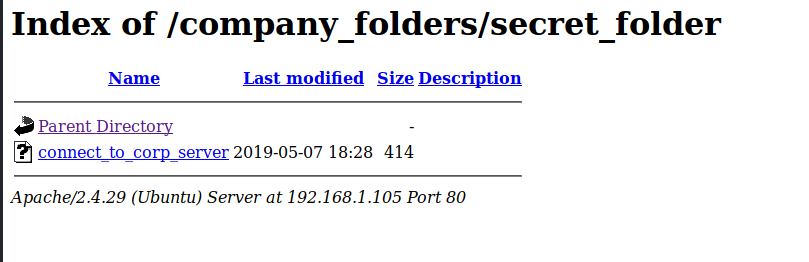 Index of /company_folders/secret_folder
Name Last modified Size Description
Parent Directory -
connect_to_corp_server 2019-05-07 18:28 414
Apache/2.4.29 (Ubuntu) Server at 192.168.1.105 Port 80